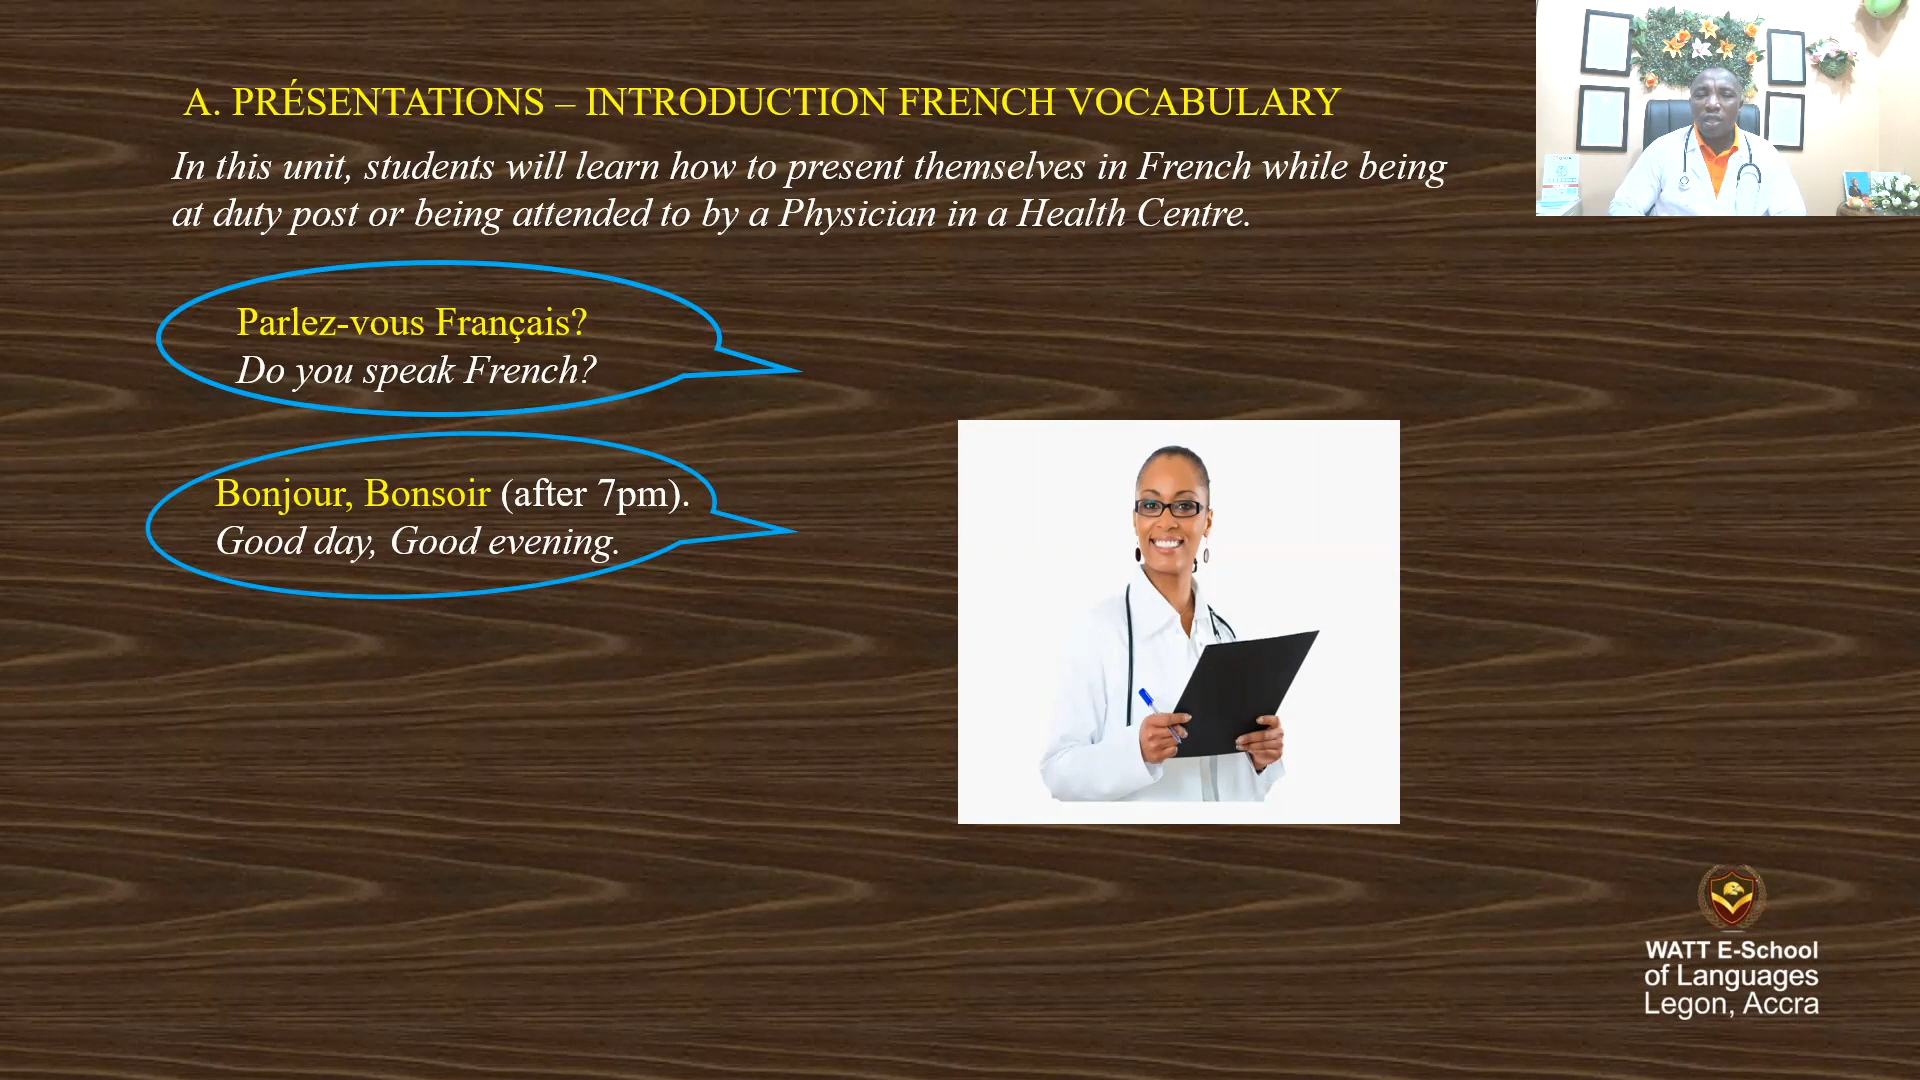 A. PRÉSENTATIONS – INTRODUCTION FRENCH VOCABULARY
In this unit, students will learn how to present themselves in French while being
at duty post or being attended to by a Physician in a Health Centre.
Parlez-vous Français?
Do you speak French?
Bonjour, Bonsoir (after 7pm).
Good day, Good evening.
WATT E-School
of Languages
Legon, Accra